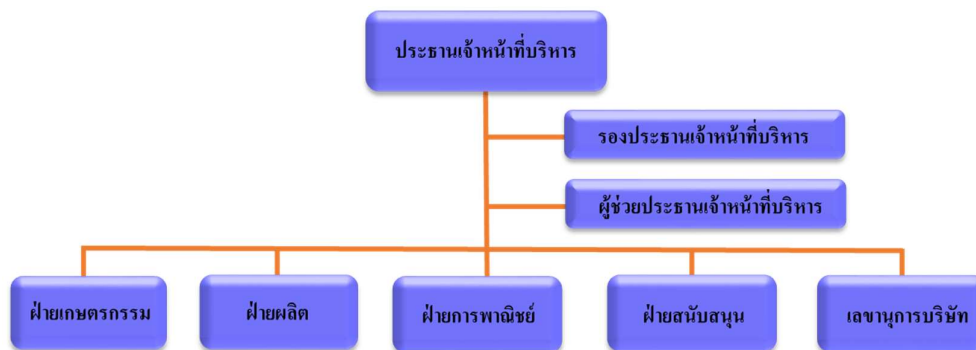 ประธานเจ้าหน้าที่บริหาร
รองประธานเจ้าหน้าที่บริหาร
ผู้ช่วยประธานเจ้าหน้าที่บริหาร
ฝ่ายเกษตรกรรม
ฝ่ายผลิต
ฝ่ายการพาณิชย์
ฝ่ายสนับสนุน
เลขานุการบริษัท